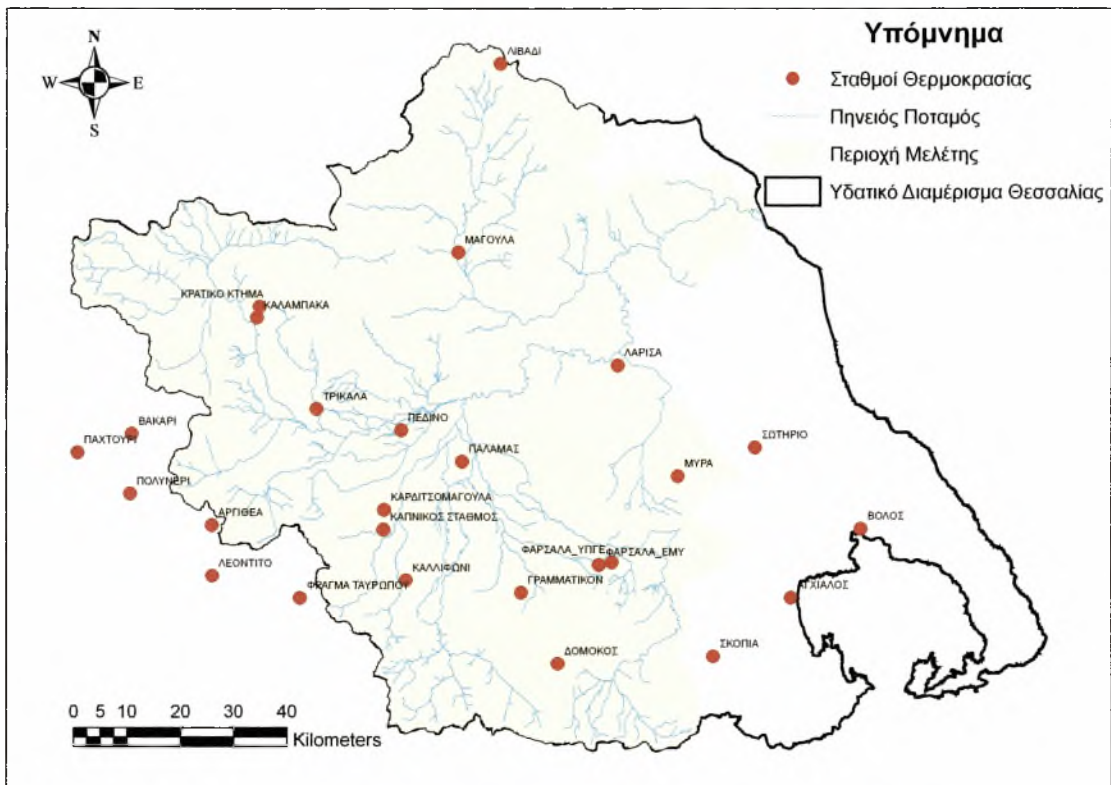 N
W E
S
Υπόμνημα
Σταθμοί Θερμοκρασίας
Πηνειός Ποταμός
Περιοχή Μελέτης
Υδατικό Διαμέρισμα Θεσσαλίας
ΛΙΒΑΔΙ
ΜΑΓΟΥΛΑ
ΚΡΑΤΙΚΟ ΚΤΗΜΑ
ΚΑΛΑΜΠΑΚΑ
ΛΑΡΙΣΑ
ΤΡΙΚΑΛΑ
ΒΑΚΑΡΙ
ΠΕΔΙΝΟ
ΠΑΧΤΟΥΡΙ
ΣΩΤΗΡΙΟ
ΠΑΛΑΜΑΣ
ΜΥΡΑ
ΠΟΛΥΝΕΡΙ
ΚΑΡΔΙΤΣΟΜΑΓΟΥΛΑ
ΑΡΓΙΘΕΑ
ΚΑΠΝΙΚΟΣ ΣΤΑΘΜΟΣ
ΒΟΛΟΣ
ΦΑΡΣΑΛΑ_ΥΠΓΕ
ΦΑΡΣΑΛΑ_ΕΜΥ
ΛΕΟΝΤΙΤΟ
ΚΑΛΛΙΦΩΝΙ
ΦΡΑΓΜΑ ΤΑΥΡΩΠΟΥ
ΓΡΑΜΜΑΤΙΚΟΝ
ΑΓΧΙΑΛΟΣ
ΔΟΜΟΚΟΣ
ΣΚΟΠΙΑ
0 5 10 20 30 40
Kilometers